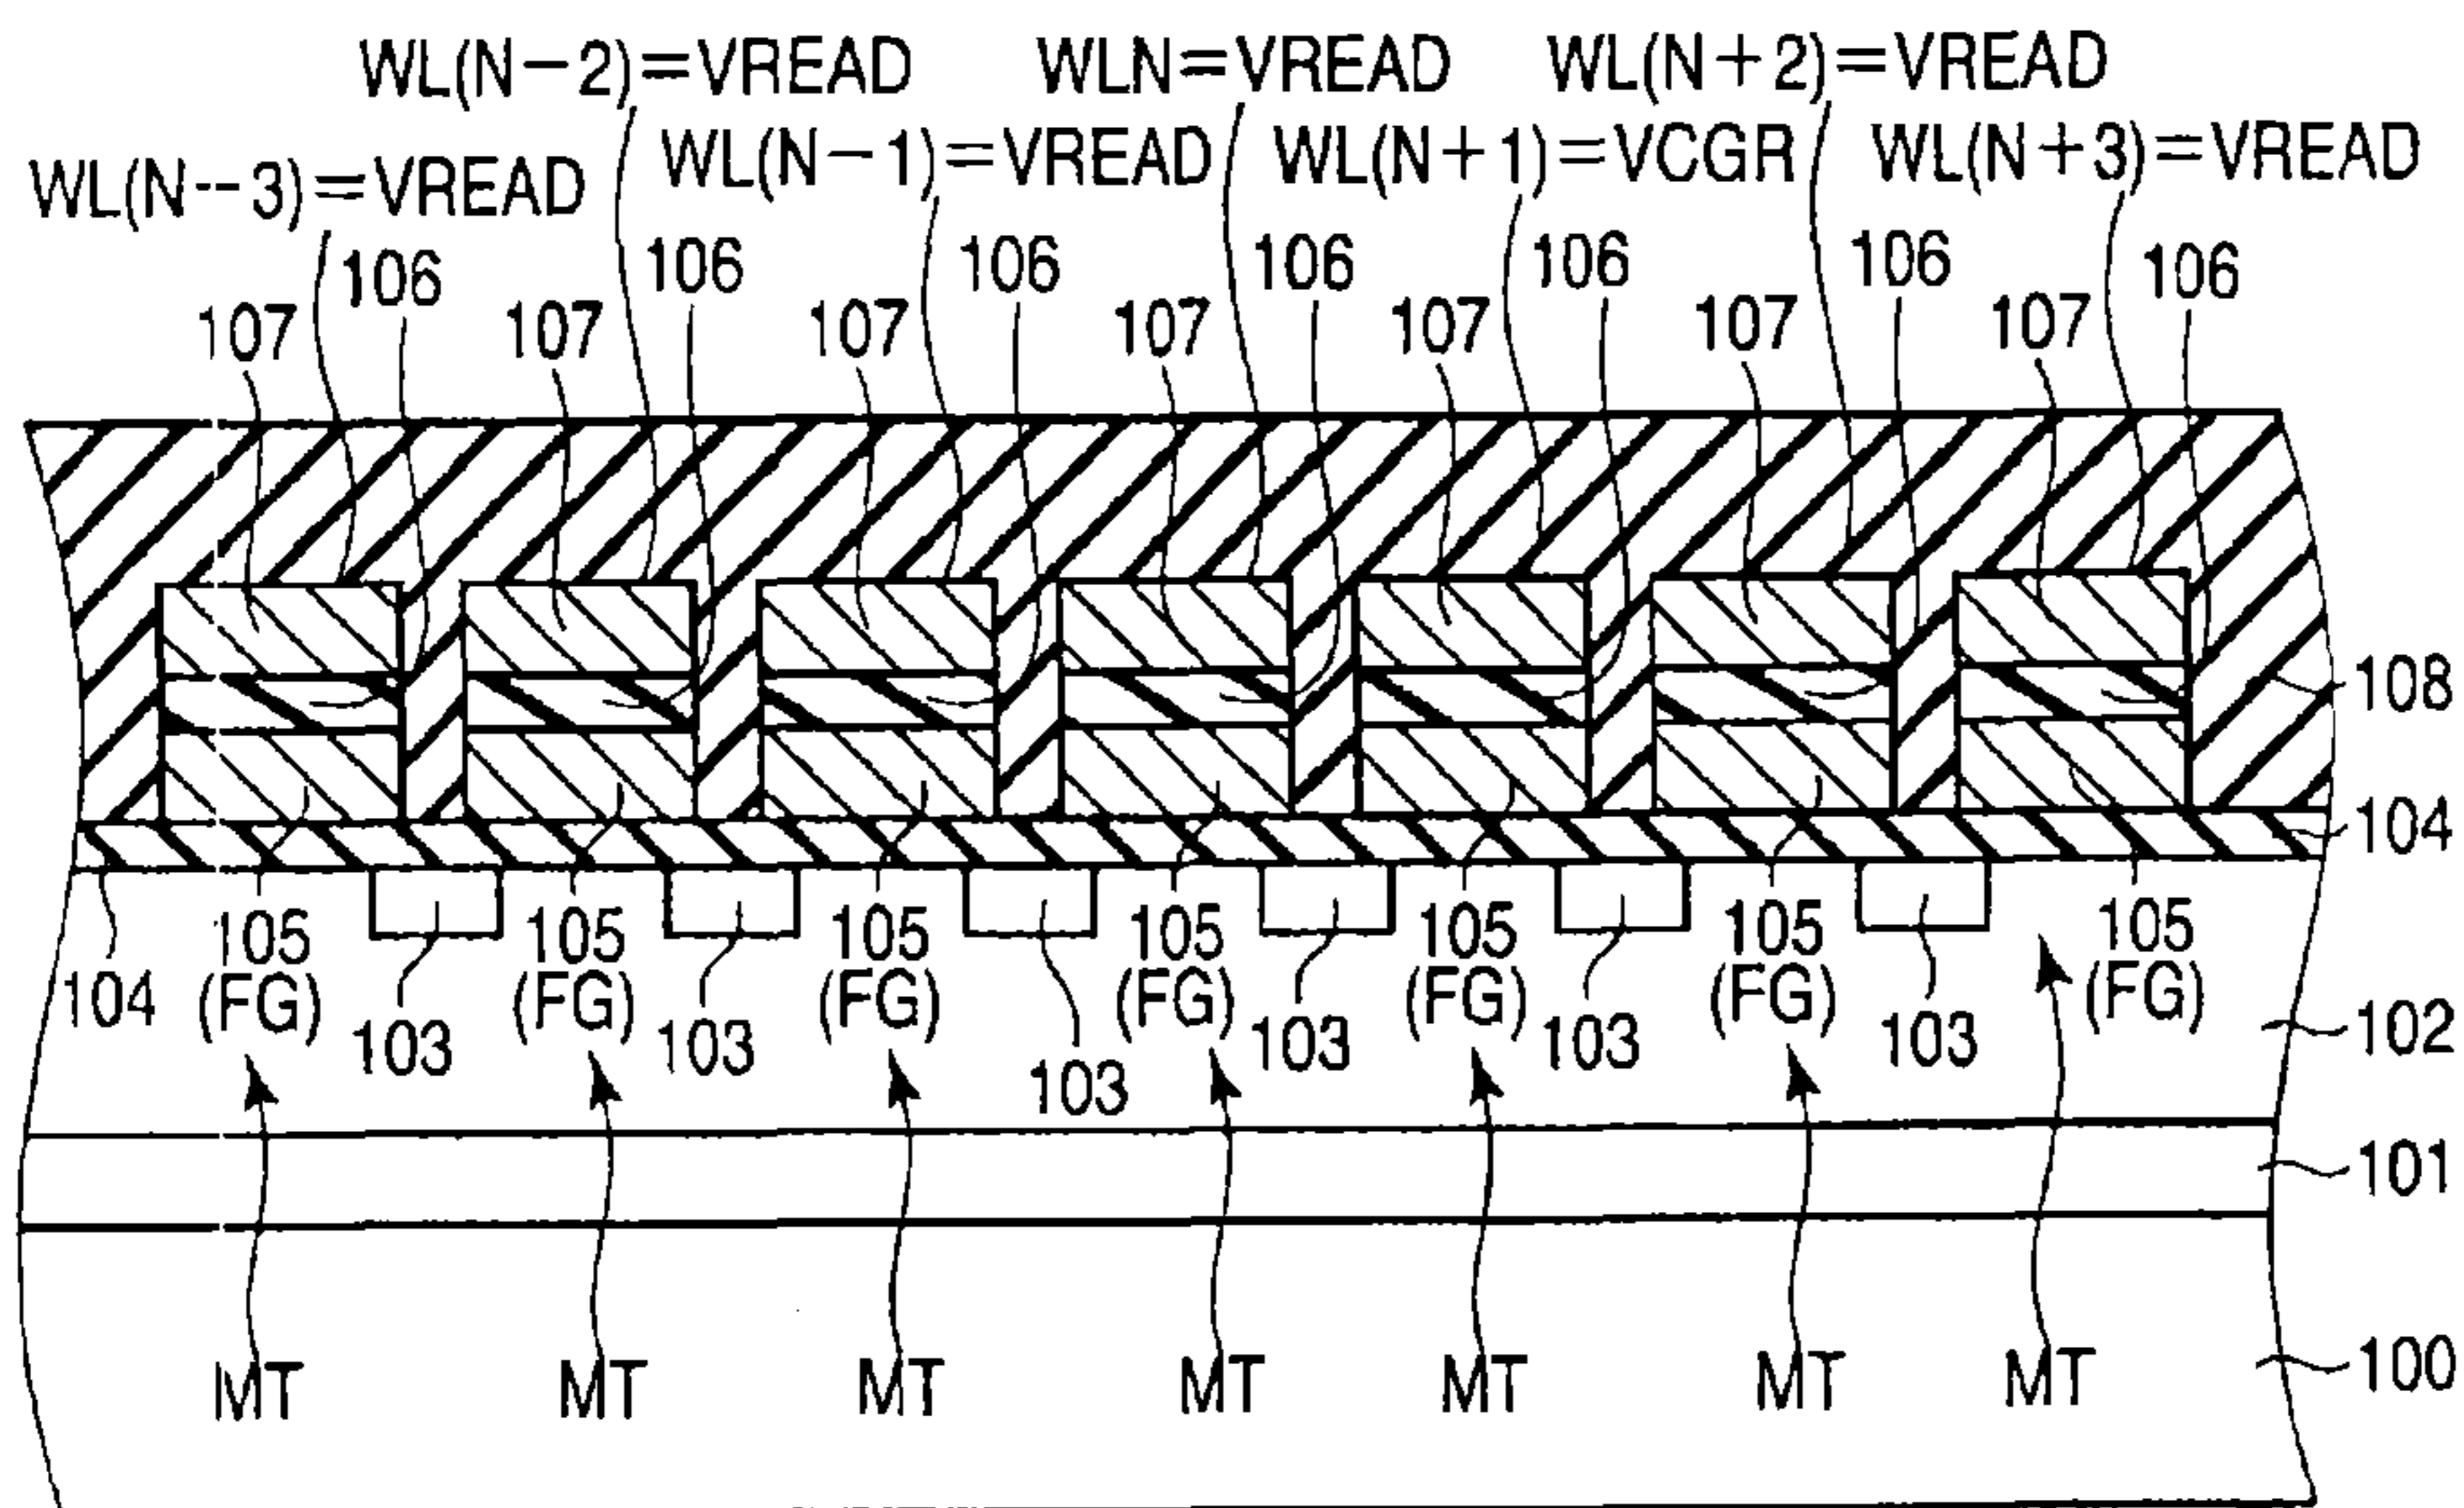 WL(N−2)=VREAD WLN=VREAD WL(N+2)=VREAD
WL(N−3)=VREAD WL(N−1)=VREAD WL(N+1)=VCGR WL(N+3)=VREAD
106 106 106 106 106 106 106
107 107 107 107 107 107 107
108
104
105 105 105 105 105 105 105
(FG) (FG) (FG) (FG) (FG) (FG) (FG)
104 103 103 103 103 103 103 102
101
MT MT MT MT MT MT MT 100